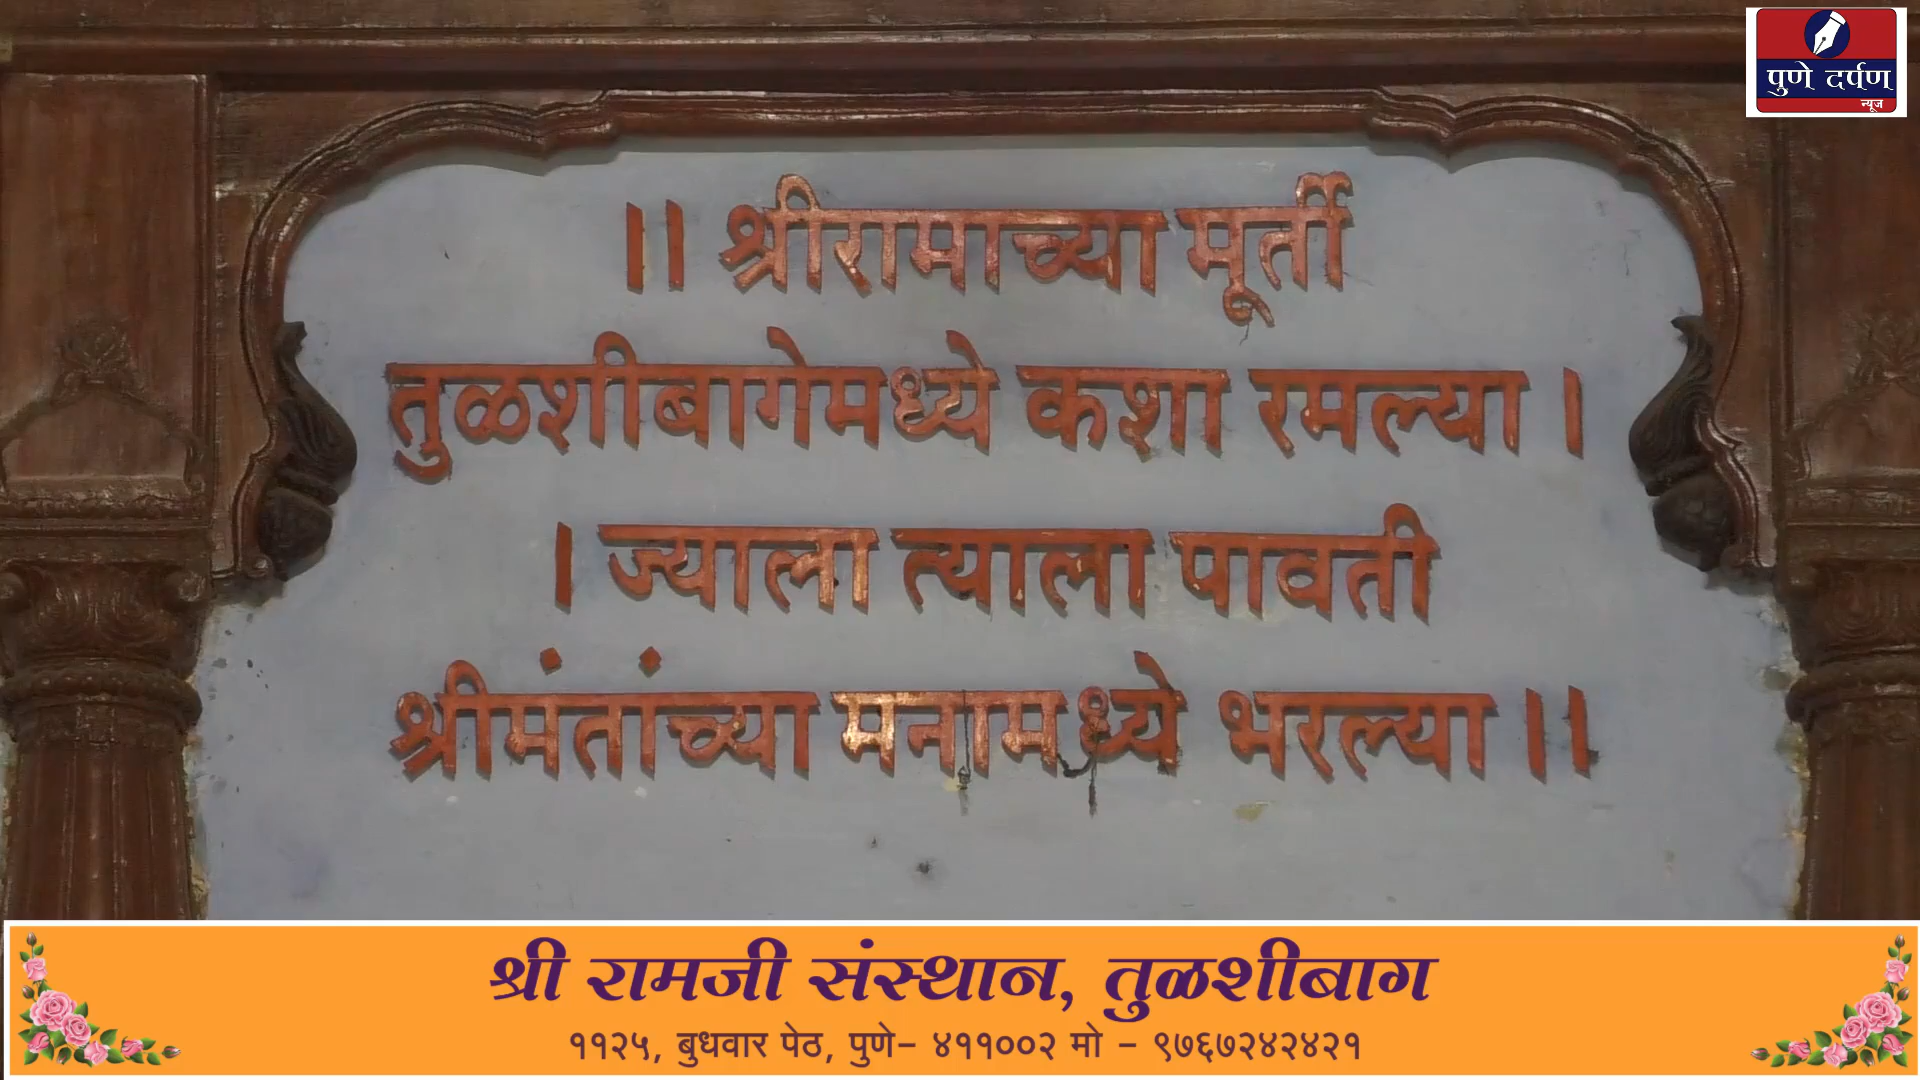 पुणे दर्पण
न्यूज
।। श्रीरामाच्या मूर्ती
तुळशीबागेमध्ये कशा रमल्या ।
। ज्याला त्याला पावती
श्रीमंतांच्या मनामध्ये भरल्या ।।
श्री रामजी संस्थान, तुळशीबाग
११२५, बुधवार पेठ, पुणे- ४११००२ मो - ९७६७२४२४२१